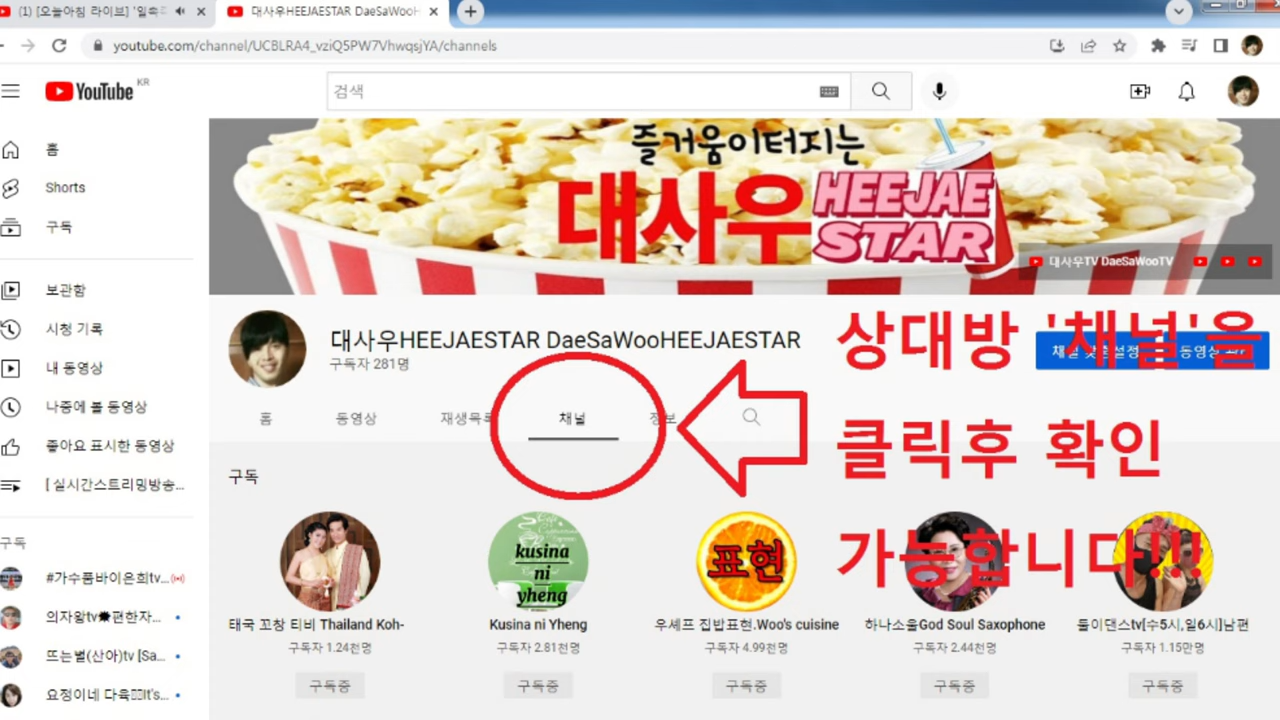 (1) [오늘아침 라이브] '일촉
대사우HEEJAESTAR DaeSaWooH
youtube.com/channel/UCBLRA4_vziQ5PW7VhwqsjYA/channels
YouTube KR
검색
홈
Shorts
구독
보관함
시청 기록
내 동영상
나중에 볼 동영상
좋아요 표시한 동영상
[ 실시간스트리밍방송...
구독
#가수품바이은희tv...
의자왕tv✸편한자...
뜨는별(산아)tv [Sa...
요정이네 다육▯▯It's...
즐거움이터지는
대사우 HEEJAE
STAR
대사우TV DaeSaWooTV
대사우HEEJAESTAR DaeSaWooHEEJAESTAR
구독자 281명
홈 동영상 재생목록 채널 정보
상대방 '채널'을
클릭후 확인
가능합니다!!!
구독
kusina
ni
yheng
표현
태국 꼬창 티비 Thailand Koh-
구독자 1.24천명
구독중
Kusina ni Yheng
구독자 2.81천명
구독중
우셰프 집밥표현.Woo's cuisine
구독자 4.99천명
구독중
하나소울God Soul Saxophone
구독자 2.44천명
구독중
둘이댄스tv[수5시,일6시]남편
구독자 1.15만명
구독중